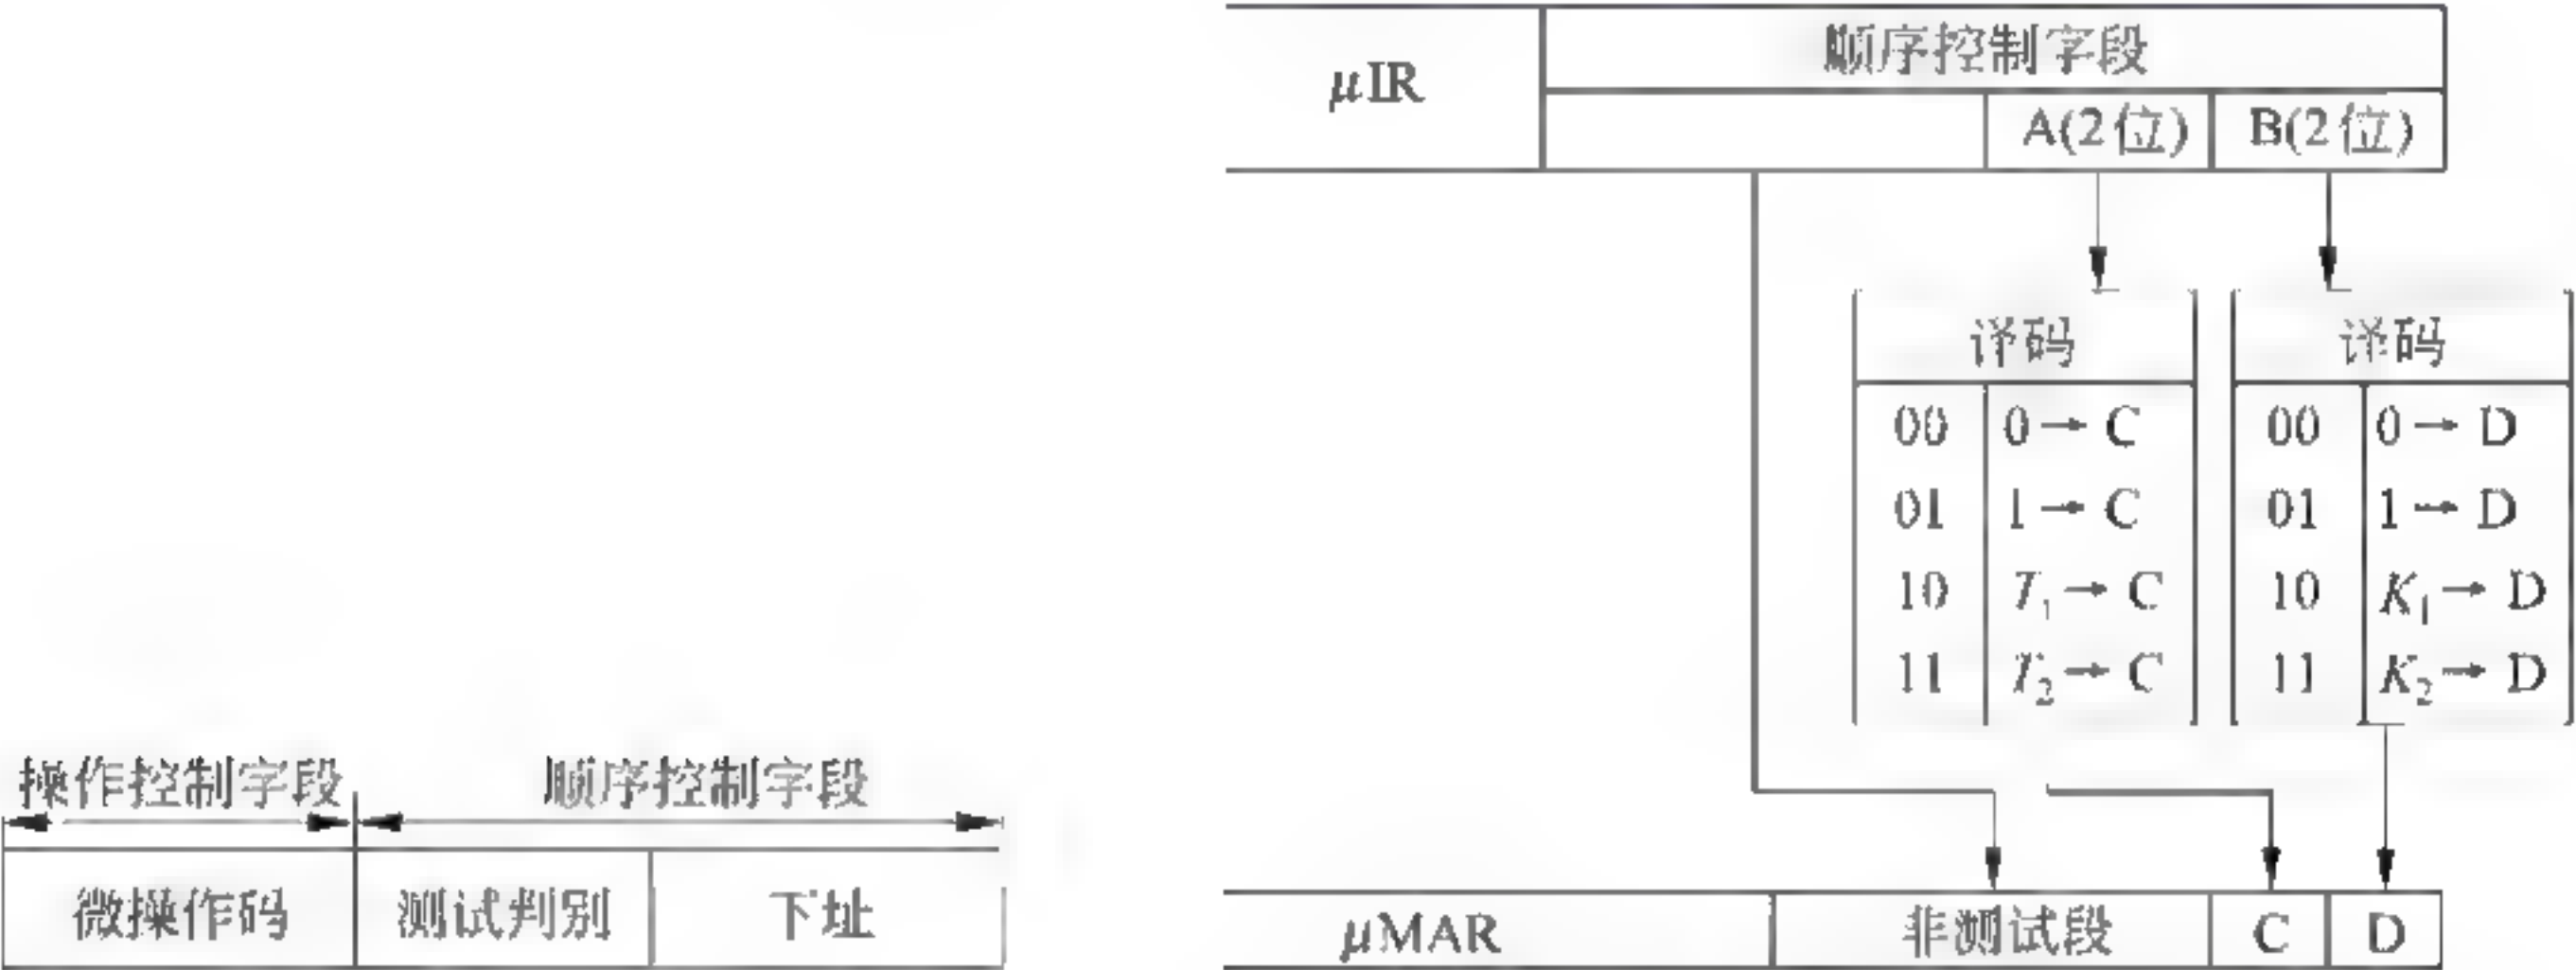 操作控制字段 顺序控制字段
微操作码 测试判别 下址
μIR 顺序控制字段
A(2位) B(2位)
译码 译码
00 0→C 00 0→D
01 1→C 01 1→D
10 T₁→C 10 K₁→D
11 T₂→C 11 K₂→D
μMAR 非测试段 C D